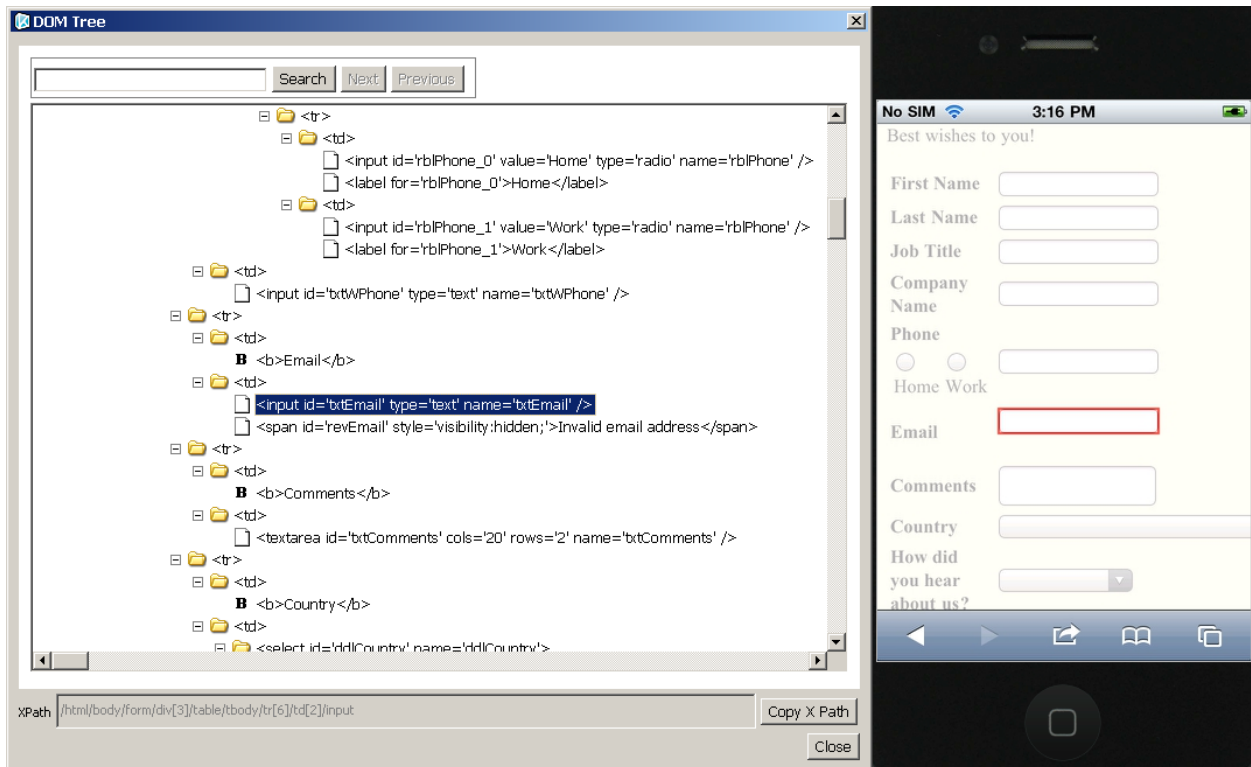 DOM Tree
Search Next Previous
<tr>
<td>
<input id='rblPhone_0' value='Home' type='radio' name='rblPhone' />
<label for='rblPhone_0'>Home</label>
<td>
<input id='rblPhone_1' value='Work' type='radio' name='rblPhone' />
<label for='rblPhone_1'>Work</label>
<td>
<input id='txtWPhone' type='text' name='txtWPhone' />
<tr>
<td>
B <b>Email</b>
<td>
<input id='txtEmail' type='text' name='txtEmail' />
<span id='revEmail' style='visibility:hidden;'>Invalid email address</span>
<tr>
<td>
B <b>Comments</b>
<td>
<textarea id='txtComments' cols='20' rows='2' name='txtComments' />
<tr>
<td>
B <b>Country</b>
<td>
<select id='ddlCountry' name='ddlCountry'>
XPath /html/body/form/div[3]/table/tbody/tr[6]/td[2]/input Copy X Path
Close
No SIM 3:16 PM
Best wishes to you!
First Name
Last Name
Job Title
Company
Name
Phone
Home Work
Email
Comments
Country
How did
you hear
about us?